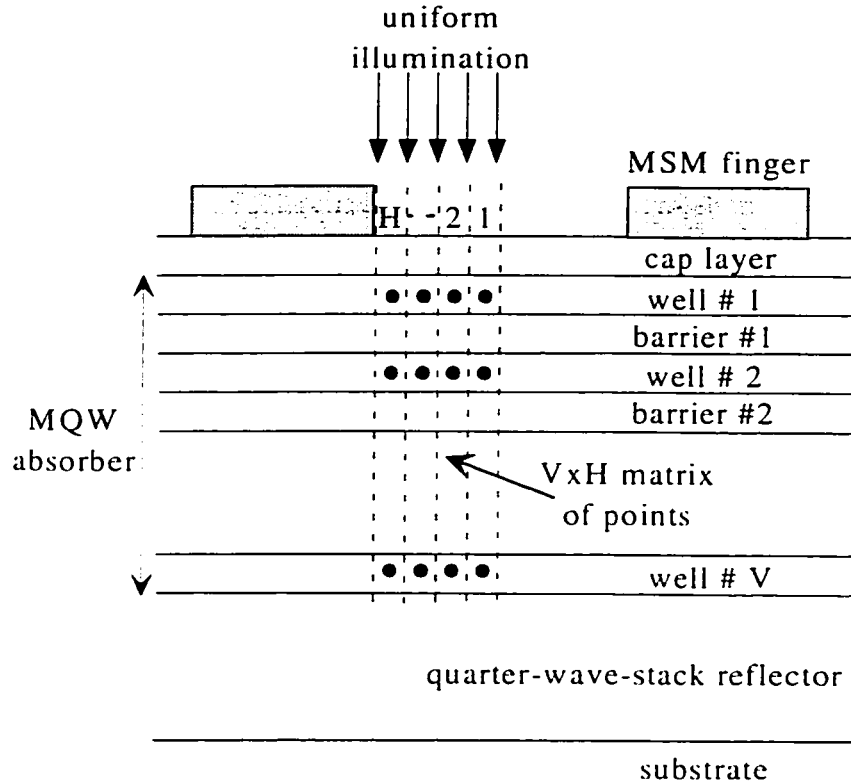 uniform
illumination
MSM finger
H - - 2 1
cap layer
well # 1
barrier #1
well # 2
barrier #2
MQW
absorber
VxH matrix
of points
well # V
quarter-wave-stack reflector
substrate